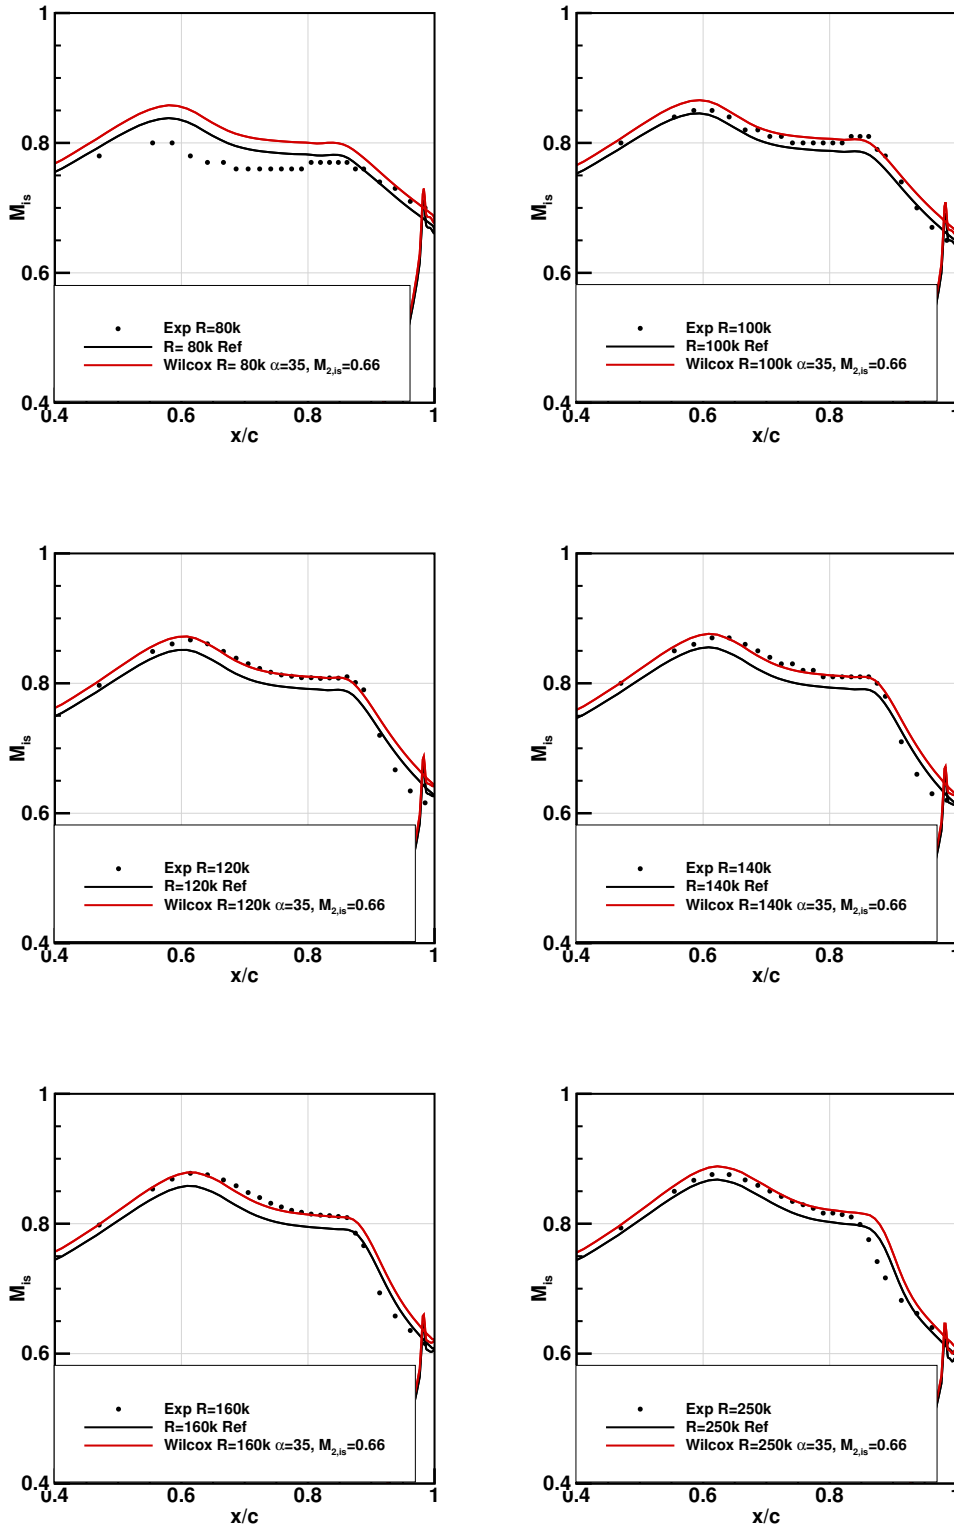 1
0.8
M_is
0.6
Exp R=80k
R= 80k Ref
Wilcox R= 80k α=35, M_2,is=0.66
0.4
0.4 0.6 0.8 1
x/c
1
0.8
M_is
0.6
Exp R=100k
R=100k Ref
Wilcox R=100k α=35, M_2,is=0.66
0.4
0.4 0.6 0.8 1
x/c
1
0.8
M_is
0.6
Exp R=120k
R=120k Ref
Wilcox R=120k α=35, M_2,is=0.66
0.4
0.4 0.6 0.8 1
x/c
1
0.8
M_is
0.6
Exp R=140k
R=140k Ref
Wilcox R=140k α=35, M_2,is=0.66
0.4
0.4 0.6 0.8 1
x/c
1
0.8
M_is
0.6
Exp R=160k
R=160k Ref
Wilcox R=160k α=35, M_2,is=0.66
0.4
0.4 0.6 0.8 1
x/c
1
0.8
M_is
0.6
Exp R=250k
R=250k Ref
Wilcox R=250k α=35, M_2,is=0.66
0.4
0.4 0.6 0.8 1
x/c